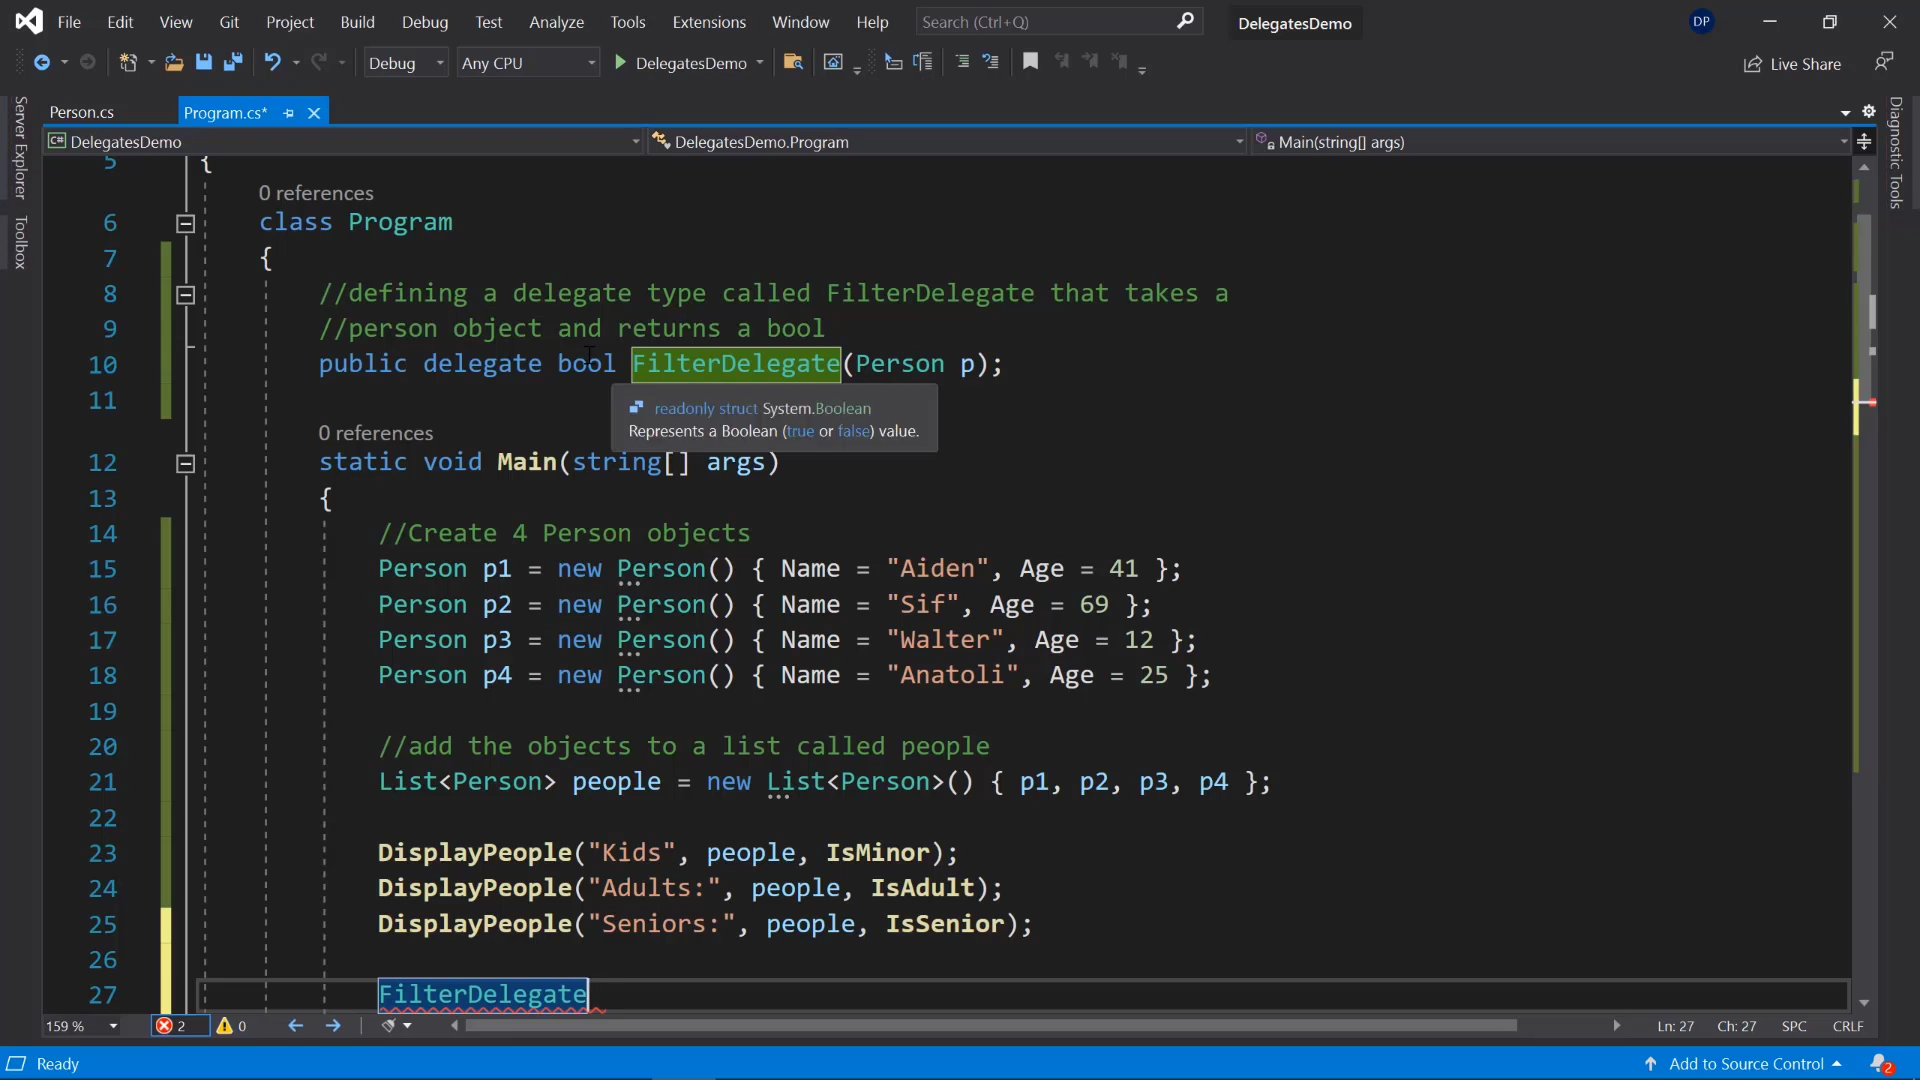 File Edit View Git Project Build Debug Test Analyze Tools Extensions Window Help Search (Ctrl+Q) DelegatesDemo DP
Debug Any CPU DelegatesDemo Live Share
Server Explorer
Toolbox
Diagnostic Tools
Person.cs Program.cs*
C# DelegatesDemo DelegatesDemo.Program Main(string[] args)
5 {
0 references
6 class Program
7 {
8 //defining a delegate type called FilterDelegate that takes a
9 //person object and returns a bool
10 public delegate bool FilterDelegate(Person p);
11
readonly struct System.Boolean
Represents a Boolean (true or false) value.
0 references
12 static void Main(string[] args)
13 {
14 //Create 4 Person objects
15 Person p1 = new Person() { Name = "Aiden", Age = 41 };
16 Person p2 = new Person() { Name = "Sif", Age = 69 };
17 Person p3 = new Person() { Name = "Walter", Age = 12 };
18 Person p4 = new Person() { Name = "Anatoli", Age = 25 };
19
20 //add the objects to a list called people
21 List<Person> people = new List<Person>() { p1, p2, p3, p4 };
22
23 DisplayPeople("Kids", people, IsMinor);
24 DisplayPeople("Adults:", people, IsAdult);
25 DisplayPeople("Seniors:", people, IsSenior);
26
27 FilterDelegate
159 % 2 0 Ln: 27 Ch: 27 SPC CRLF
Ready Add to Source Control 2